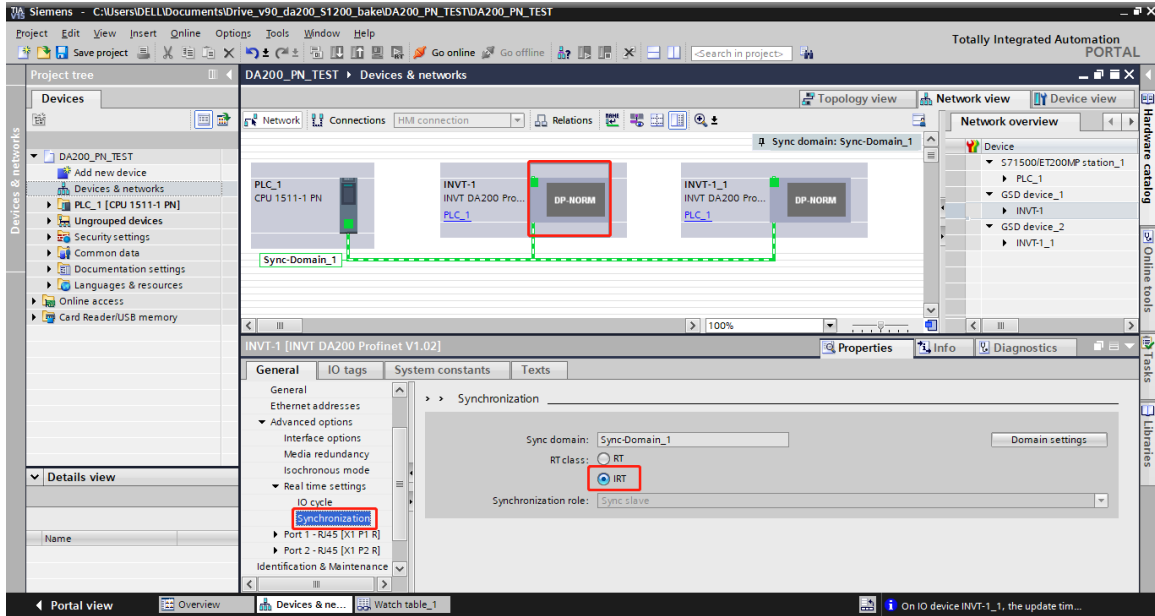 Siemens - C:\Users\DELL\Documents\Drive_v90_da200_S1200_bake\DA200_PN_TEST\DA200_PN_TEST
Project Edit View Insert Online Options Tools Window Help
Totally Integrated Automation
PORTAL
Save project Go online Go offline <Search in project>
Project tree
DA200_PN_TEST ▸ Devices & networks
Devices
Topology view Network view Device view
Network Connections HMI connection Relations
Network overview
Sync domain: Sync-Domain_1
Device
DA200_PN_TEST
Add new device
Devices & networks
PLC_1 [CPU 1511-1 PN]
Ungrouped devices
Security settings
Common data
Documentation settings
Languages & resources
Online access
Card Reader/USB memory
PLC_1
CPU 1511-1 PN
INVT-1
INVT DA200 Pro...
PLC_1
DP-NORM
INVT-1_1
INVT DA200 Pro...
PLC_1
DP-NORM
Sync-Domain_1
S71500/ET200MP station_1
PLC_1
GSD device_1
INVT-1
GSD device_2
INVT-1_1
100%
Devices & networks
Hardware catalog
Online tools
Tasks
Libraries
INVT-1 [INVT DA200 Profinet V1.02]
Properties Info Diagnostics
General IO tags System constants Texts
General
Ethernet addresses
Advanced options
Interface options
Media redundancy
Isochronous mode
Real time settings
IO cycle
Synchronization
Port 1 - RJ45 [X1 P1 R]
Port 2 - RJ45 [X1 P2 R]
Identification & Maintenance
> > Synchronization
Sync domain: Sync-Domain_1 Domain settings
RT class: RT
IRT
Synchronization role: Sync slave
Details view
Name
Portal view Overview Devices & ne... Watch table_1
On IO device INVT-1_1, the update tim...